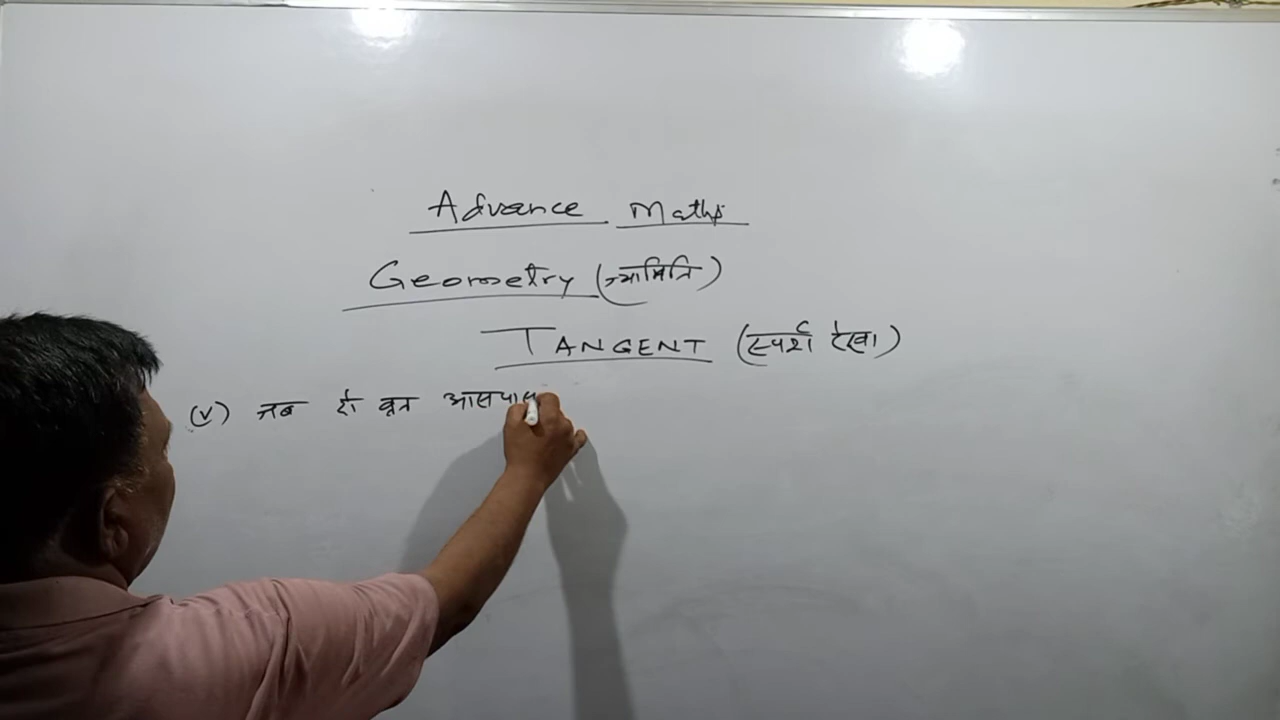 Advance Maths
Geometry (ज्यामिति)
TANGENT (स्पर्श रेखा)
(v) जब दो वृत आसपास